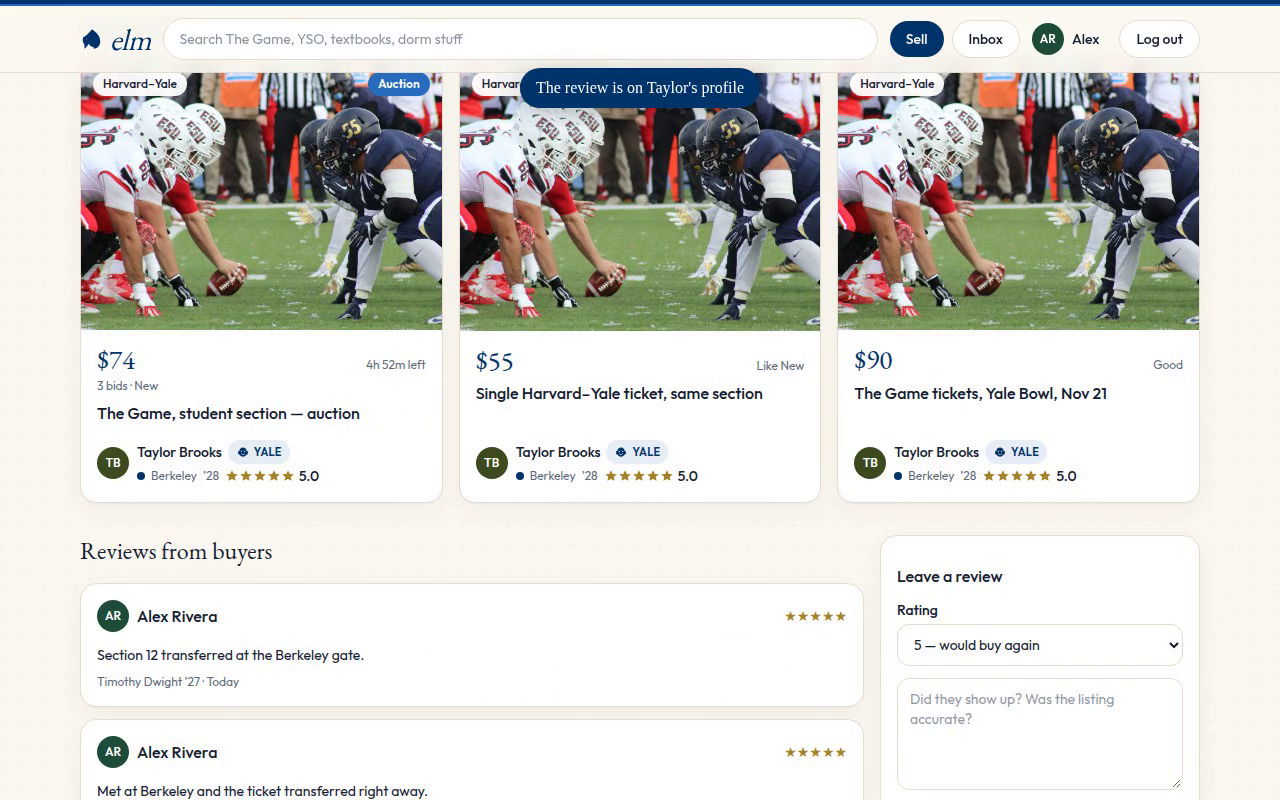 elm
Search The Game, YSO, textbooks, dorm stuff
Sell
Inbox
AR
Alex
Log out
The review is on Taylor's profile
Harvard–Yale
Auction
Harvar
Harvard–Yale
$74
4h 52m left
3 bids · New
The Game, student section — auction
TB
Taylor Brooks
YALE
Berkeley '28
5.0
$55
Like New
Single Harvard–Yale ticket, same section
TB
Taylor Brooks
YALE
Berkeley '28
5.0
$90
Good
The Game tickets, Yale Bowl, Nov 21
TB
Taylor Brooks
YALE
Berkeley '28
5.0
Reviews from buyers
AR
Alex Rivera
Section 12 transferred at the Berkeley gate.
Timothy Dwight '27 · Today
AR
Alex Rivera
Met at Berkeley and the ticket transferred right away.
Leave a review
Rating
5 — would buy again
Did they show up? Was the listing
accurate?